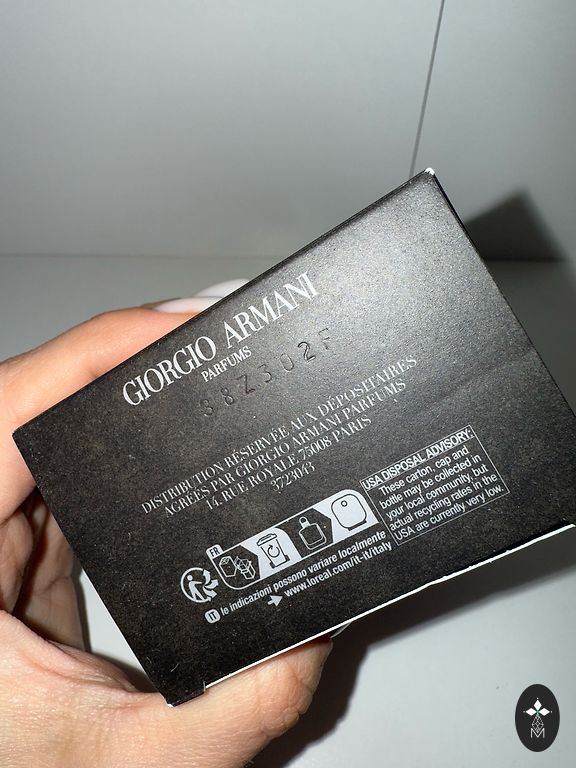 GIORGIO ARMANI
PARFUMS
38Z302F
DISTRIBUTION RÉSERVÉE AUX DÉPOSITAIRES
AGRÉÉS PAR GIORGIO ARMANI PARFUMS
14, RUE ROYALE, 75008 PARIS
3723043
USA DISPOSAL ADVISORY:
These carton, cap and
bottle may be collected in
your local community, but
actual recycling rates in the
USA are currently very low.
FR
IT le indicazioni possono variare localmente
www.loreal.com/it-it/italy
M